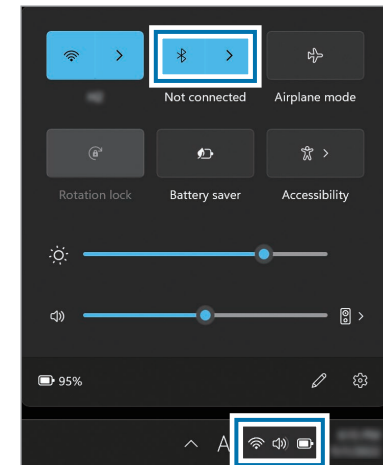 Not connected
Airplane mode
Rotation lock
Battery saver
Accessibility
95%
A